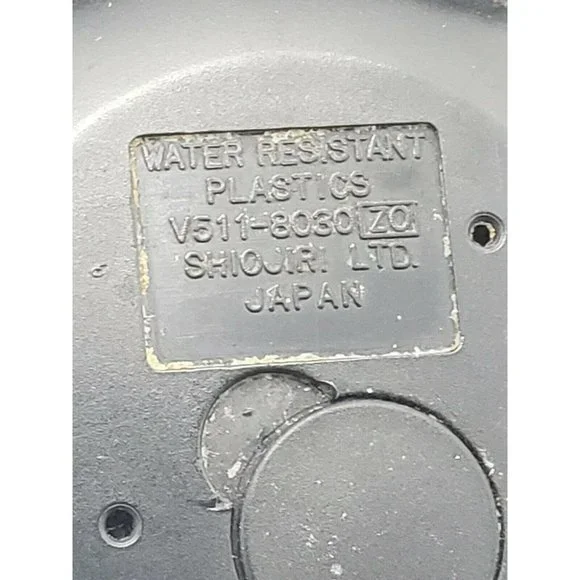 WATER RESISTANT
PLASTICS
V511-8030 ZO
SHIOJIRI LTD.
JAPAN